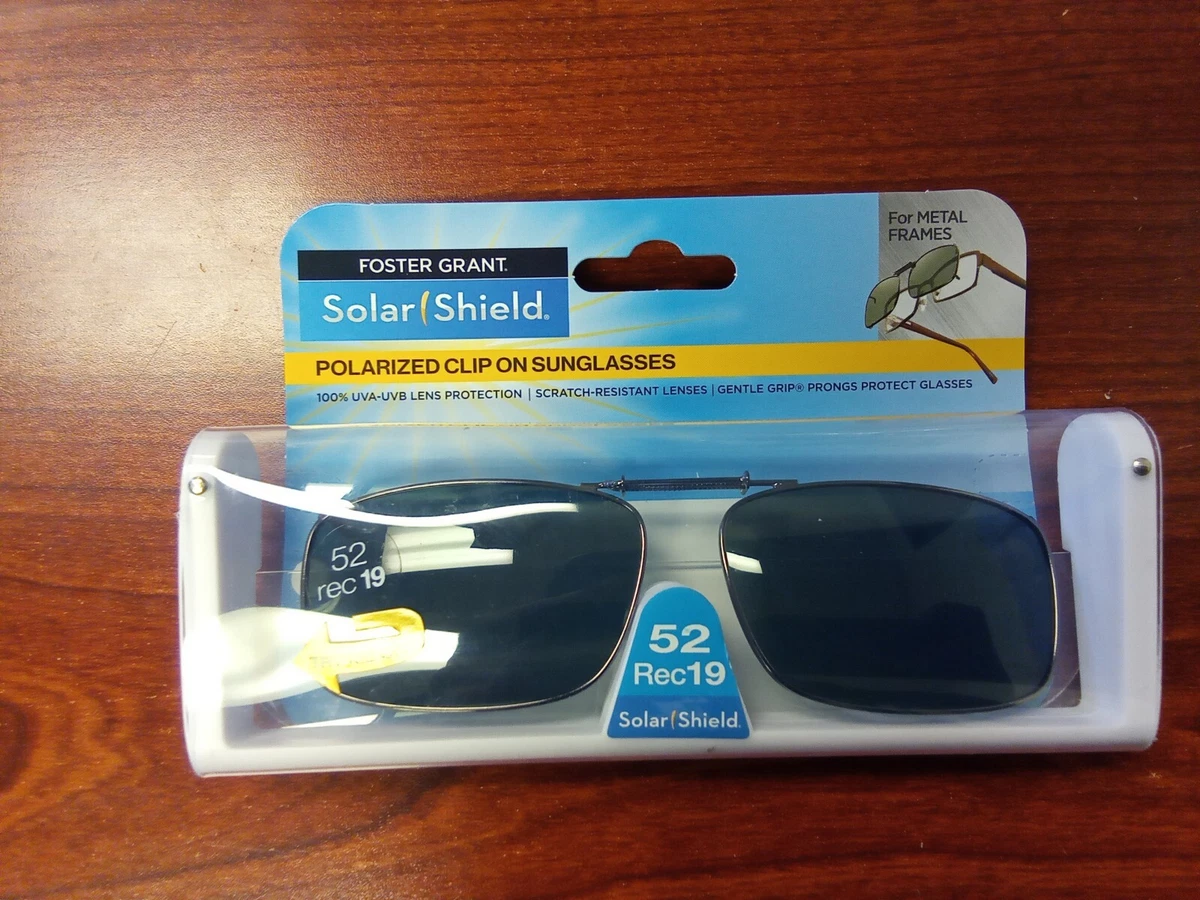 For METAL
FRAMES
FOSTER GRANT.
Solar Shield®
POLARIZED CLIP ON SUNGLASSES
100% UVA-UVB LENS PROTECTION | SCRATCH-RESISTANT LENSES | GENTLE GRIP® PRONGS PROTECT GLASSES
52
rec 19
52
Rec19
Solar Shield.